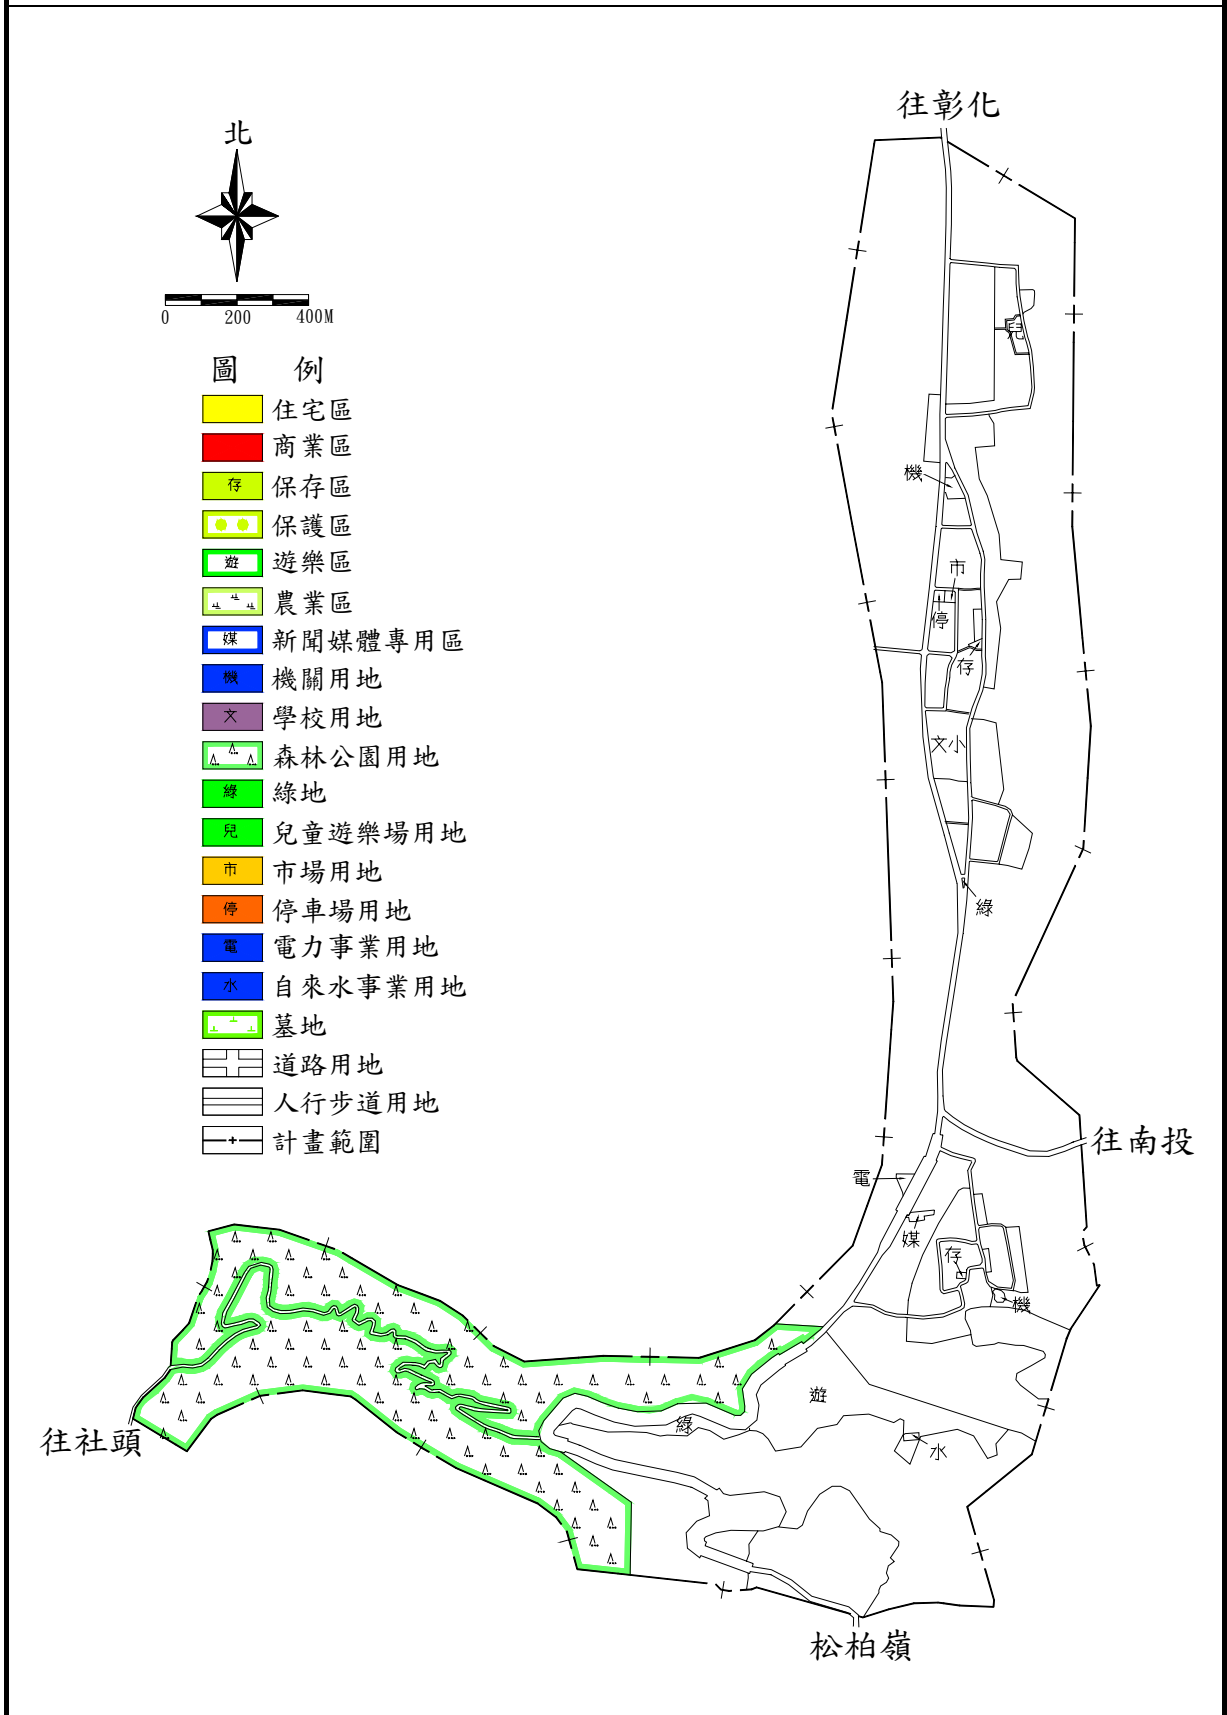 往彰化
北
0 200 400M
圖 例
住宅區
商業區
存 保存區
保護區
遊 遊樂區
農業區
媒 新聞媒體專用區
機 機關用地
文 學校用地
森林公園用地
綠 綠地
兒 兒童遊樂場用地
市 市場用地
停 停車場用地
電 電力事業用地
水 自來水事業用地
墓地
道路用地
人行步道用地
計畫範圍
兒
機
市
停
存
文小
綠
往南投
電
媒
存
機
遊
綠
水
往社頭
松柏嶺